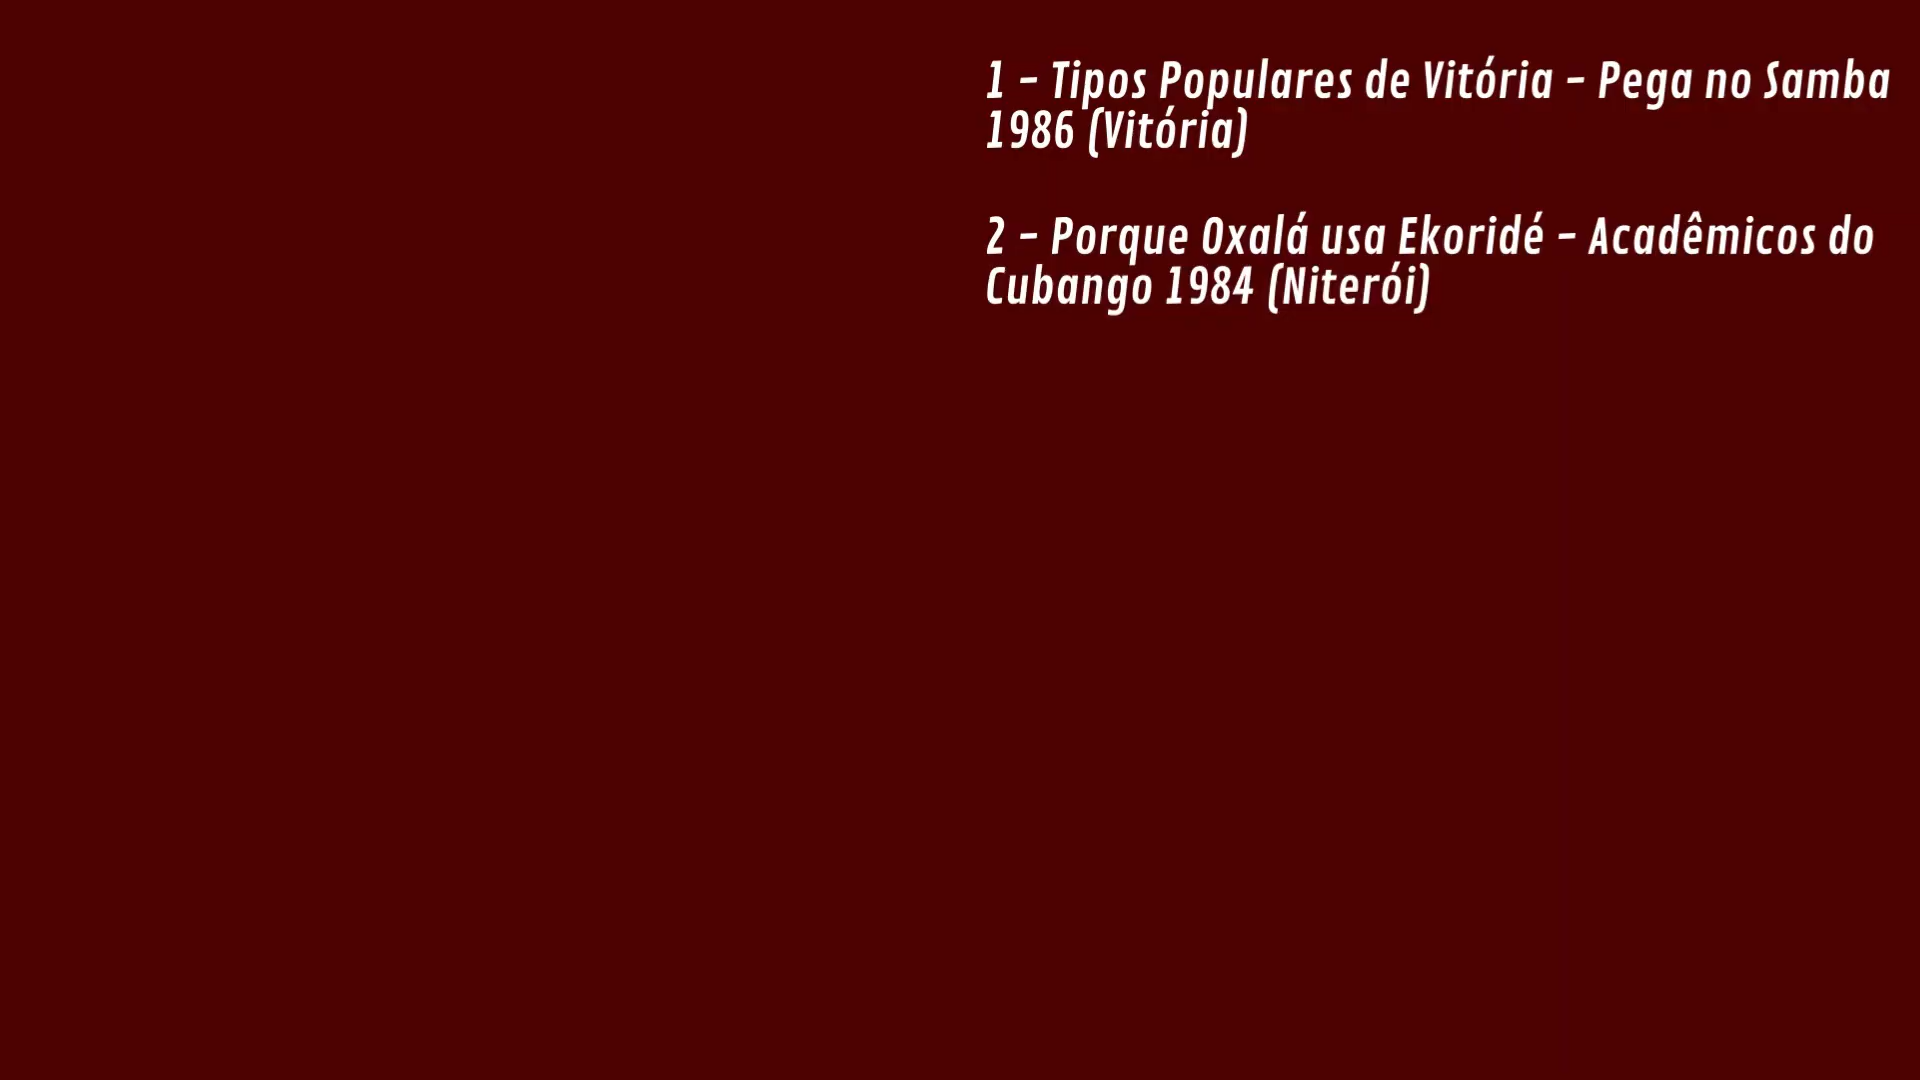 1 - Tipos Populares de Vitória - Pega no Samba
1986 (Vitória)
2 - Porque Oxalá usa Ekoridé - Acadêmicos do
Cubango 1984 (Niterói)